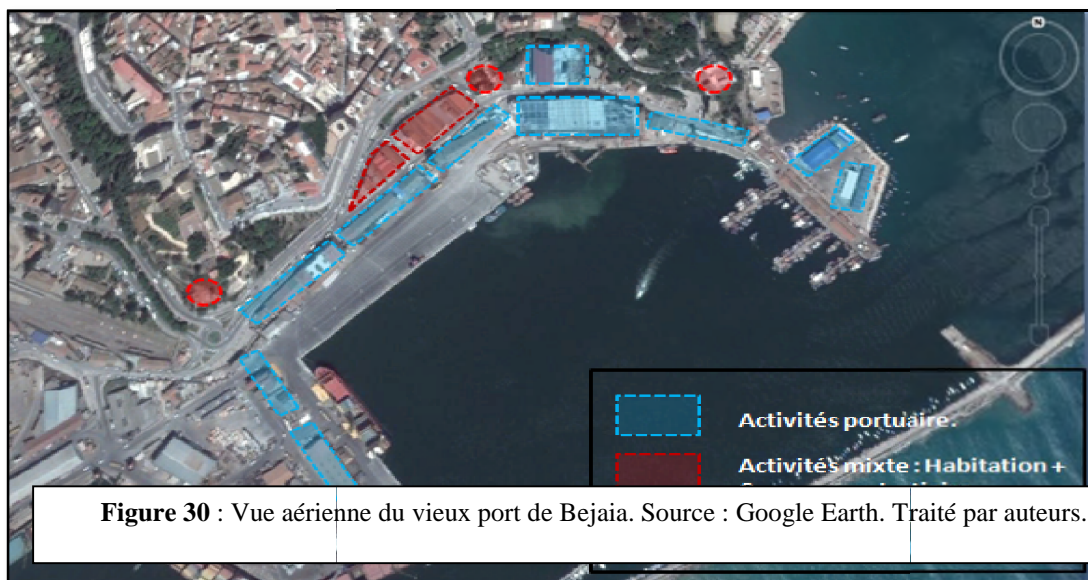 N
Activités portuaire.
Activités mixte : Habitation +
Figure 30 : Vue aérienne du vieux port de Bejaia. Source : Google Earth. Traité par auteurs.